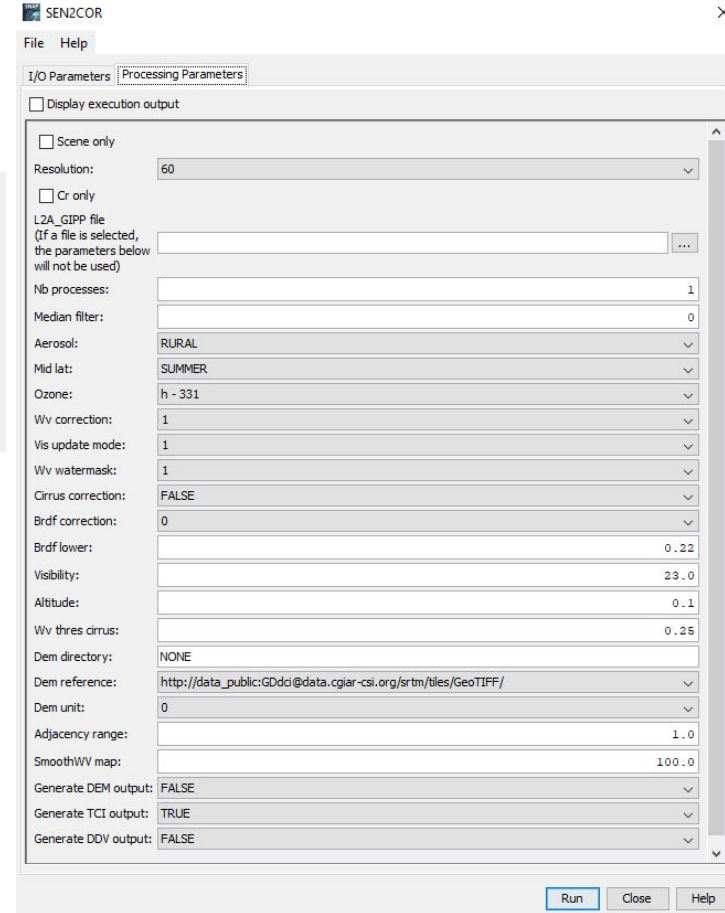 SNAP
SEN2COR
File Help
I/O Parameters Processing Parameters
Display execution output
Scene only
Resolution: 60
Cr only
L2A_GIPP file
(If a file is selected,
the parameters below
will not be used)
...
Nb processes: 1
Median filter: 0
Aerosol: RURAL
Mid lat: SUMMER
Ozone: h - 331
Wv correction: 1
Vis update mode: 1
Wv watermask: 1
Cirrus correction: FALSE
Brdf correction: 0
Brdf lower: 0.22
Visibility: 23.0
Altitude: 0.1
Wv thres cirrus: 0.25
Dem directory: NONE
Dem reference: http://data_public:GDdci@data.cgiar-csi.org/srtm/tiles/GeoTIFF/
Dem unit: 0
Adjacency range: 1.0
SmoothWV map: 100.0
Generate DEM output: FALSE
Generate TCI output: TRUE
Generate DDV output: FALSE
Run Close Help